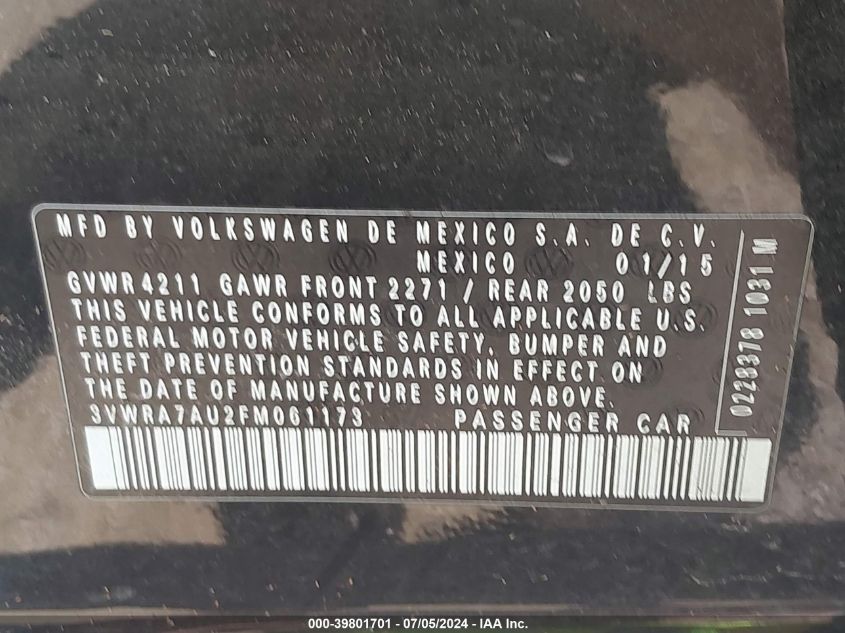 MFD BY VOLKSWAGEN DE MEXICO S.A. DE C.V.
MEXICO 01/15
GVWR 4211 GAWR FRONT 2271 / REAR 2050 LBS
THIS VEHICLE CONFORMS TO ALL APPLICABLE U.S.
FEDERAL MOTOR VEHICLE SAFETY, BUMPER AND
THEFT PREVENTION STANDARDS IN EFFECT ON
THE DATE OF MANUFACTURE SHOWN ABOVE.
3VWRA7AU2FM061173 PASSENGER CAR
0228378 1031 M
000-39801701 - 07/05/2024 - IAA Inc.